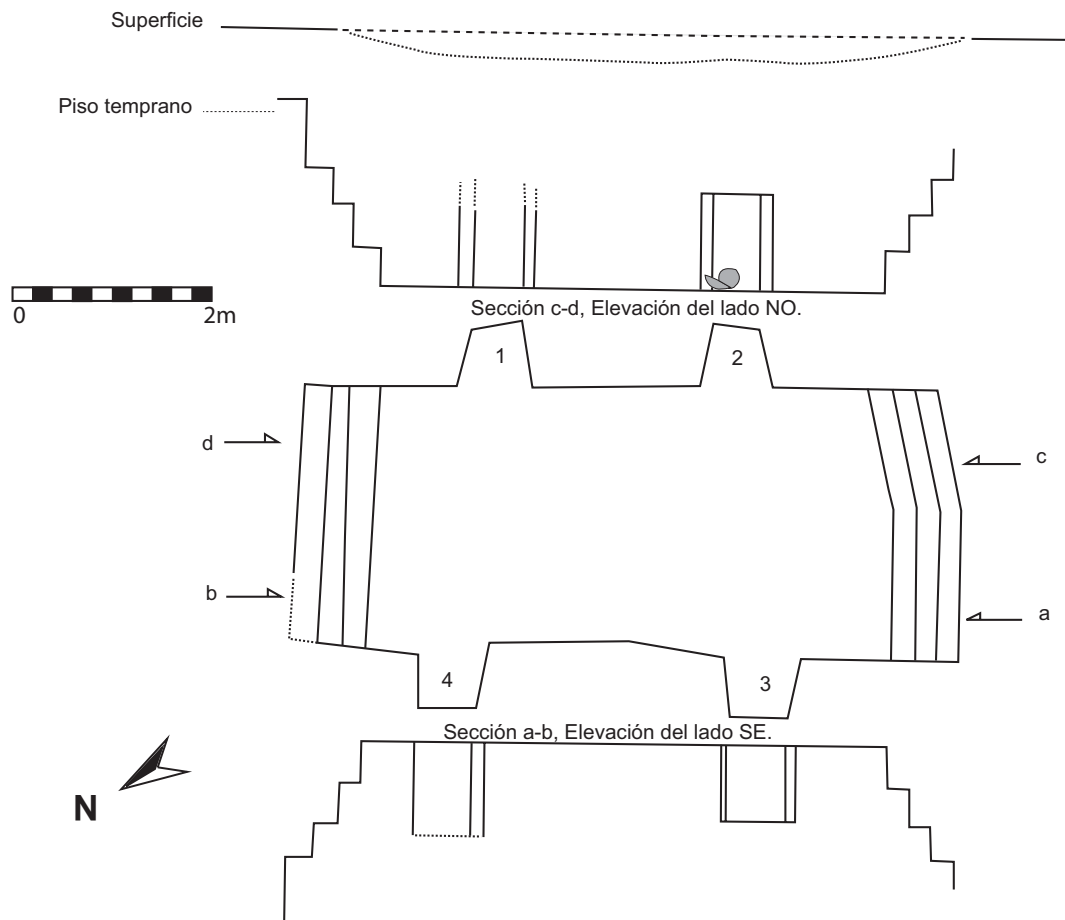 Superficie
Piso temprano
0 2m
Sección c-d, Elevación del lado NO.
1 2
d c
b a
4 3
Sección a-b, Elevación del lado SE.
N